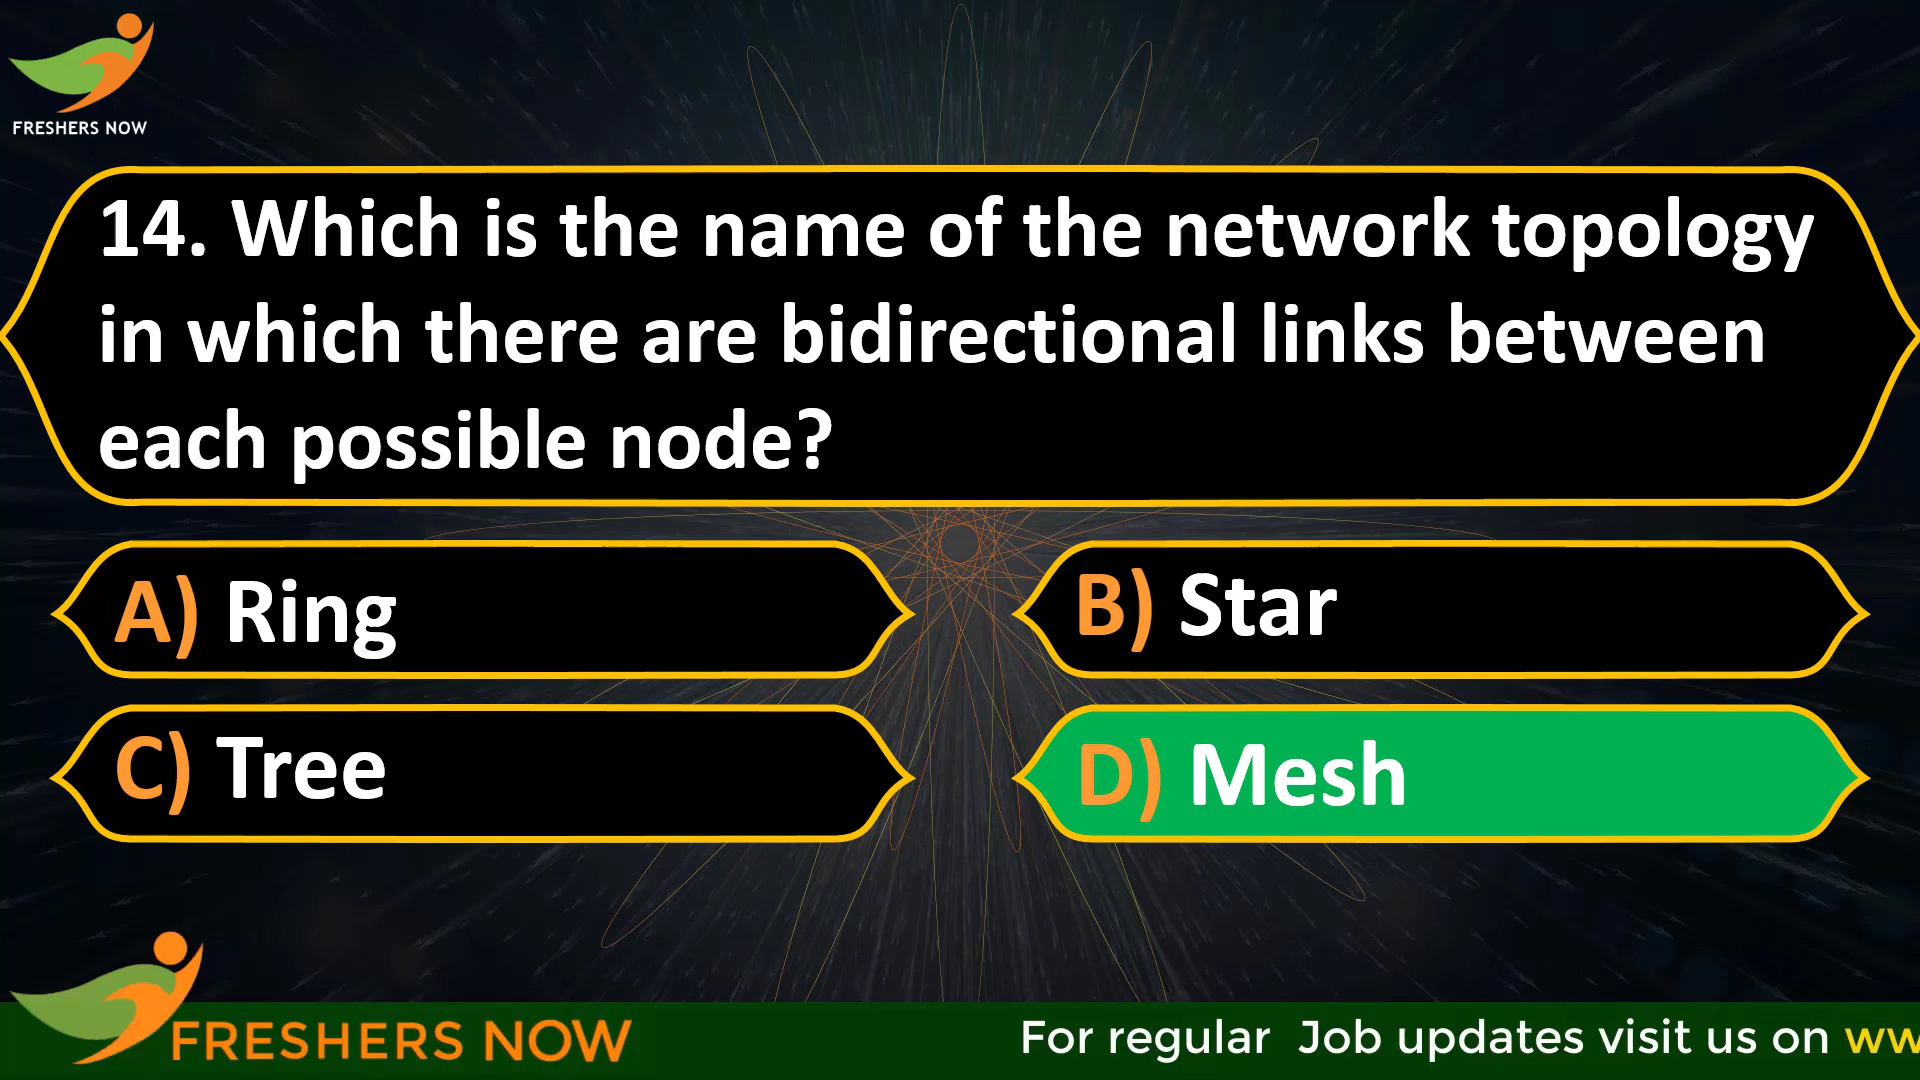 FRESHERS NOW
14. Which is the name of the network topology
in which there are bidirectional links between
each possible node?
A) Ring
B) Star
C) Tree
D) Mesh
FRESHERS NOW
For regular Job updates visit us on ww